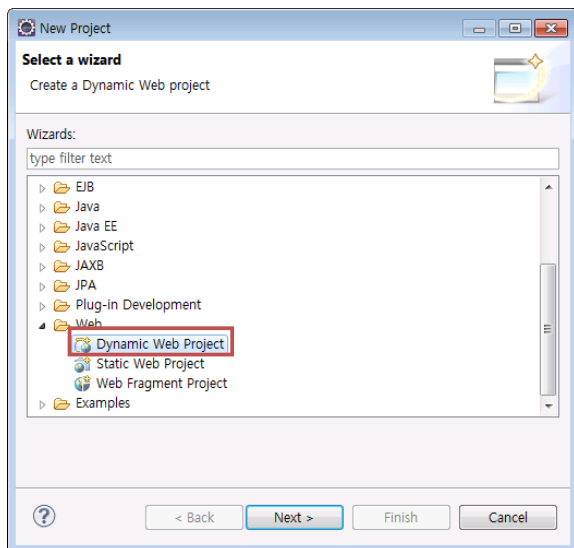 New Project
Select a wizard
Create a Dynamic Web project
Wizards:
type filter text
EJB
Java
Java EE
JavaScript
JAXB
JPA
Plug-in Development
Web
Dynamic Web Project
Static Web Project
Web Fragment Project
Examples
? < Back Next > Finish Cancel